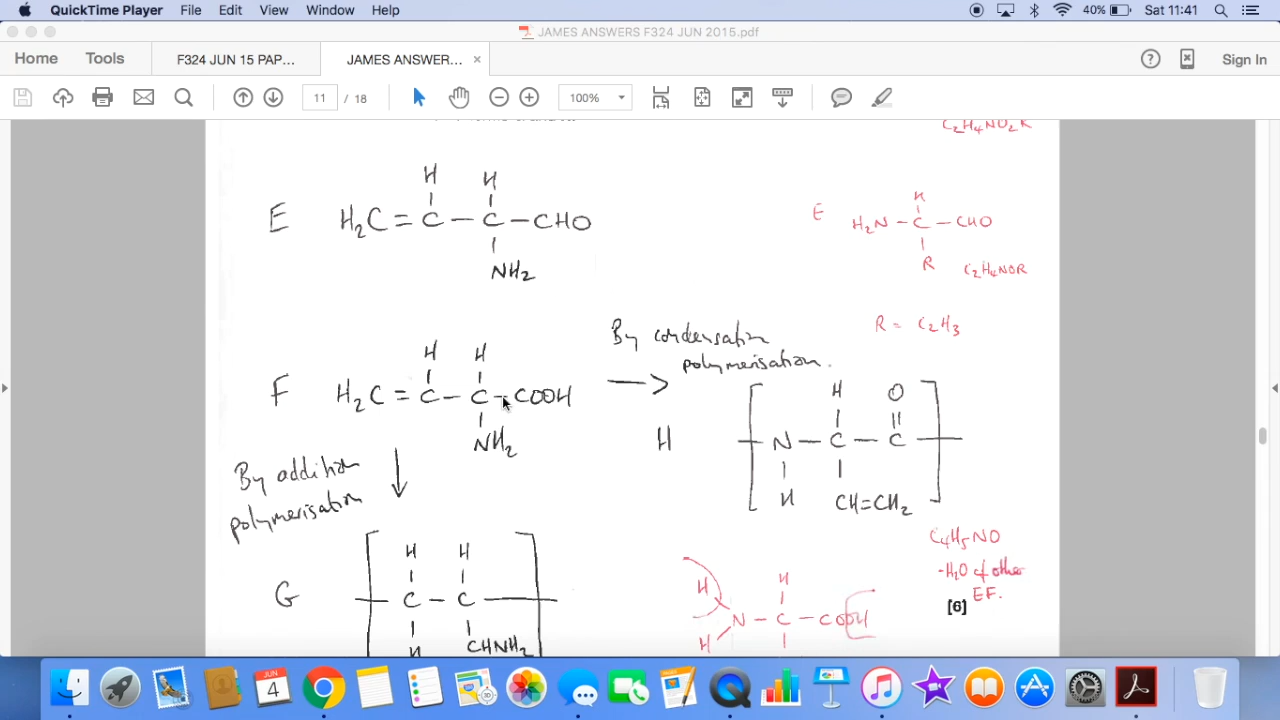 QuickTime Player File Edit View Window Help 40% Sat 11:41
JAMES ANSWERS F324 JUN 2015.pdf
Home Tools F324 JUN 15 PAP... JAMES ANSWER... × Sign In
11 / 18 100%
C2H4NO2R
H H
E H2C = C — C — CHO
NH2
H
E H2N — C — CHO
R C2H4NOR
R = C2H3
By condensation
polymerisation.
H H
F H2C = C — C — COOH
NH2
H O
H N — C — C
H CH=CH2
By addition
polymerisation
C4H5NO
-H2O of other
EF.
[6]
H H
G C — C
H CHNH2
H H
N — C — COOH
H
JUN
4